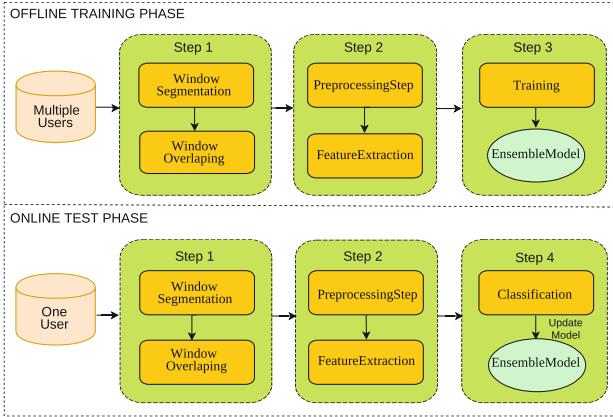 OFFLINE TRAINING PHASE
Step 1
Step 2
Step 3
Multiple
Users
Window
Segmentation
Window
Overlaping
PreprocessingStep
FeatureExtraction
Training
EnsembleModel
ONLINE TEST PHASE
Step 1
Step 2
Step 4
One
User
Window
Segmentation
Window
Overlaping
PreprocessingStep
FeatureExtraction
Classification
Update
Model
EnsembleModel